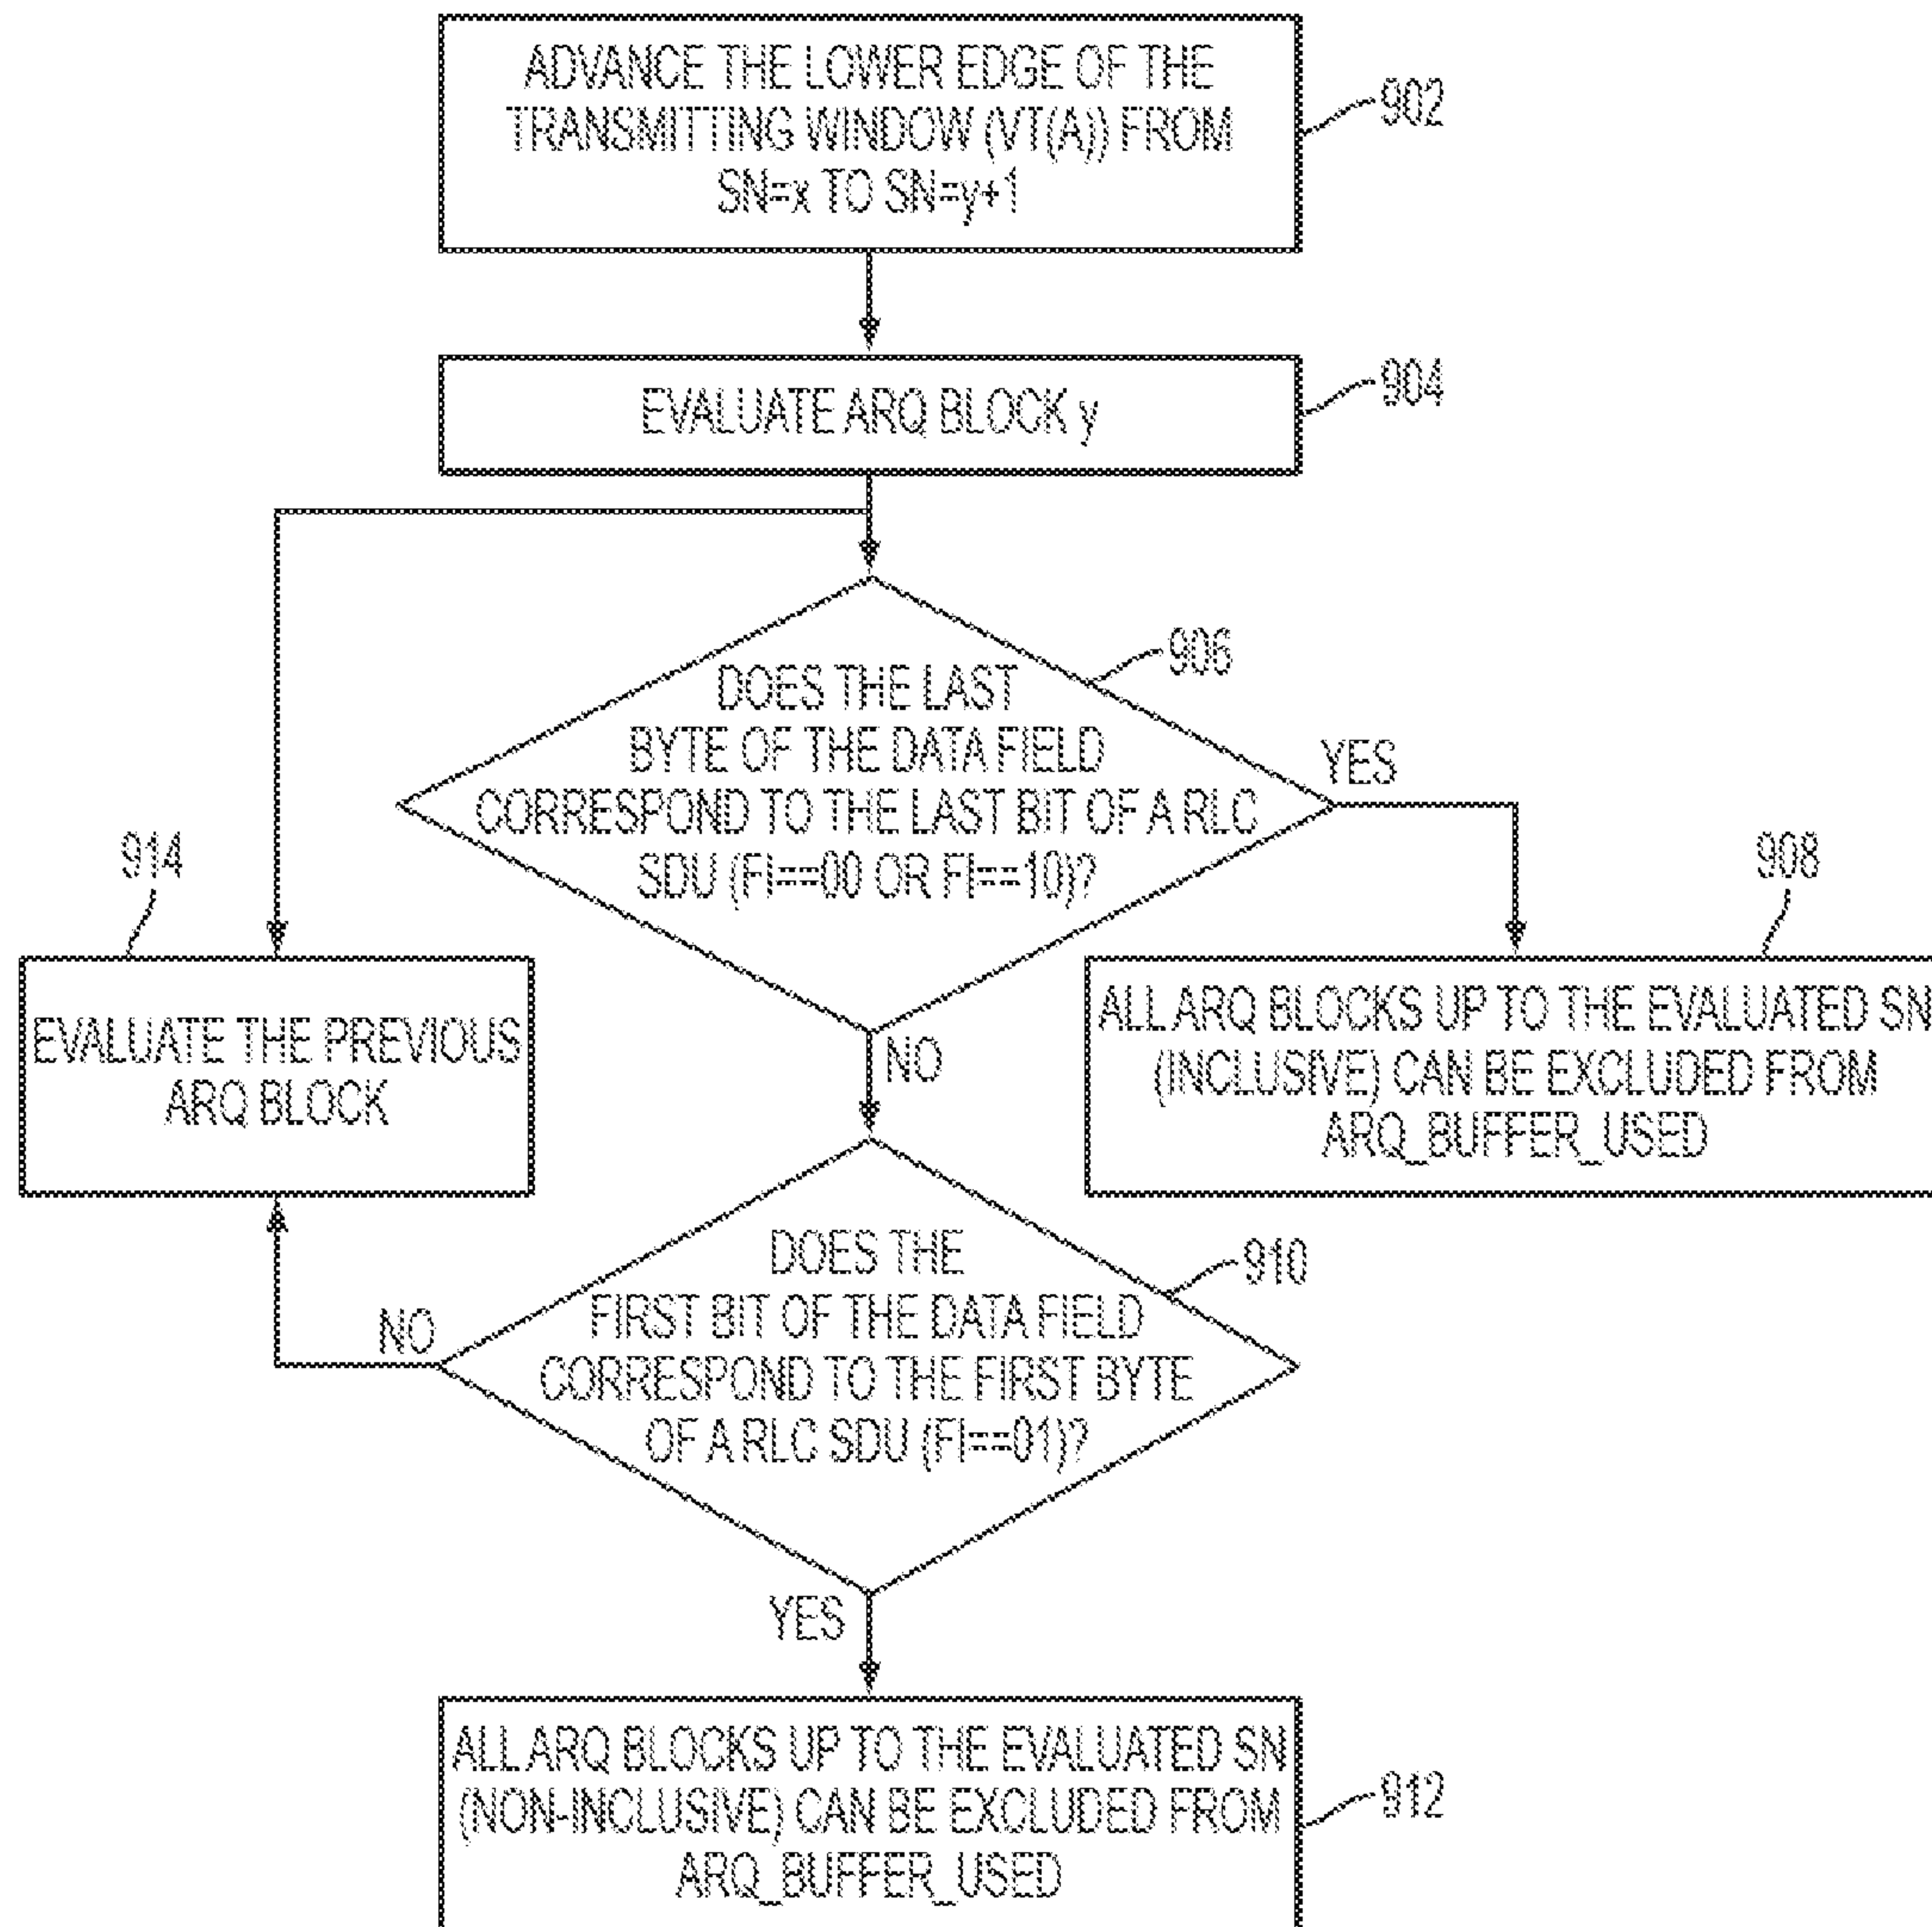 ADVANCE THE LOWER EDGE OF THE
TRANSMITTING WINDOW (VT(A)) FROM
SN=x TO SN=y+1
902
EVALUATE ARQ BLOCK y
904
DOES THE LAST
BYTE OF THE DATA FIELD
CORRESPOND TO THE LAST BIT OF A RLC
SDU (FI==00 OR FI==10)?
906
YES
908
ALL ARQ BLOCKS UP TO THE EVALUATED SN
(INCLUSIVE) CAN BE EXCLUDED FROM
ARQ_BUFFER_USED
914
EVALUATE THE PREVIOUS
ARQ BLOCK
NO
DOES THE
FIRST BIT OF THE DATA FIELD
CORRESPOND TO THE FIRST BYTE
OF A RLC SDU (FI==01)?
910
NO
YES
ALL ARQ BLOCKS UP TO THE EVALUATED SN
(NON-INCLUSIVE) CAN BE EXCLUDED FROM
ARQ_BUFFER_USED
912